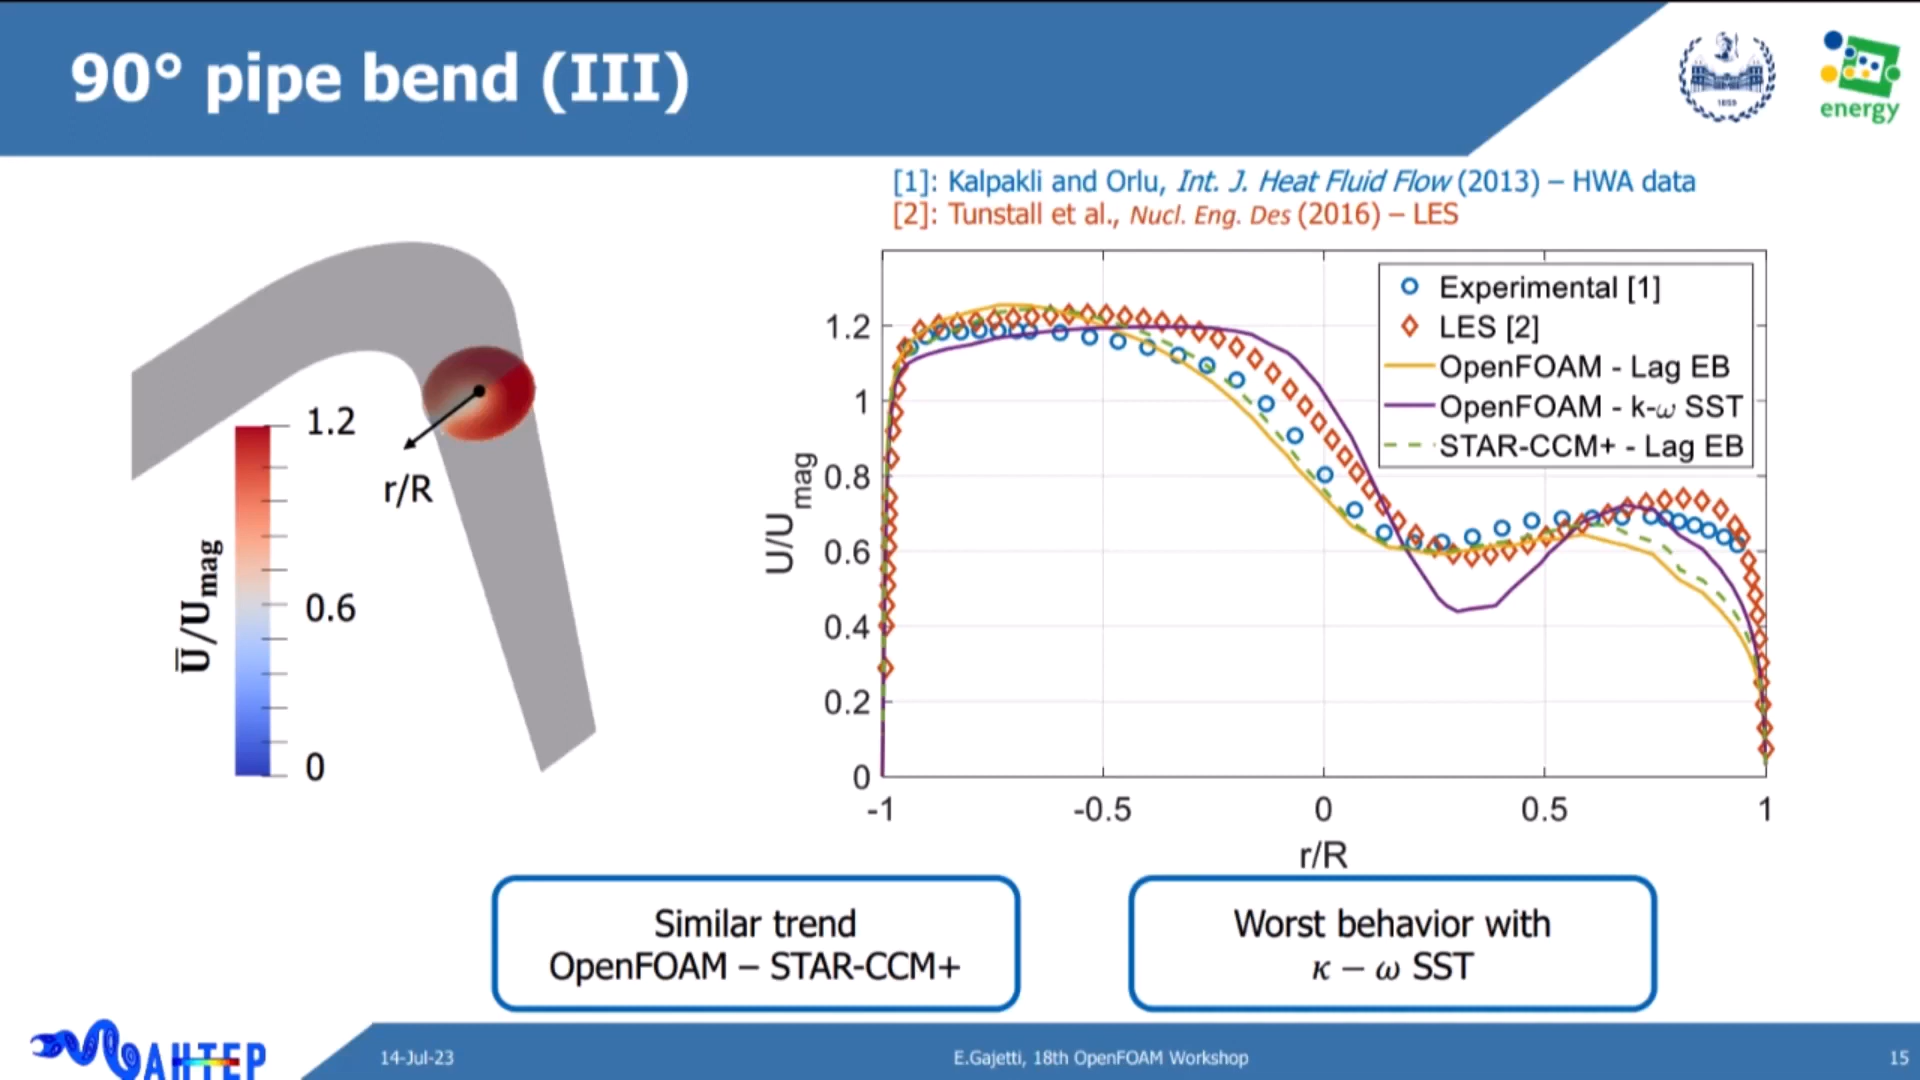 90° pipe bend (III)
1859
energy
[1]: Kalpakli and Orlu, Int. J. Heat Fluid Flow (2013) – HWA data
[2]: Tunstall et al., Nucl. Eng. Des (2016) – LES
r/R
U̅/Umag
1.2
0.6
0
U/Umag
1.2
1
0.8
0.6
0.4
0.2
0
-1
-0.5
0
0.5
1
r/R
Experimental [1]
LES [2]
OpenFOAM - Lag EB
OpenFOAM - k-ω SST
STAR-CCM+ - Lag EB
Similar trend
OpenFOAM – STAR-CCM+
Worst behavior with
κ − ω SST
AHTEP
14-Jul-23
E.Gajetti, 18th OpenFOAM Workshop
15